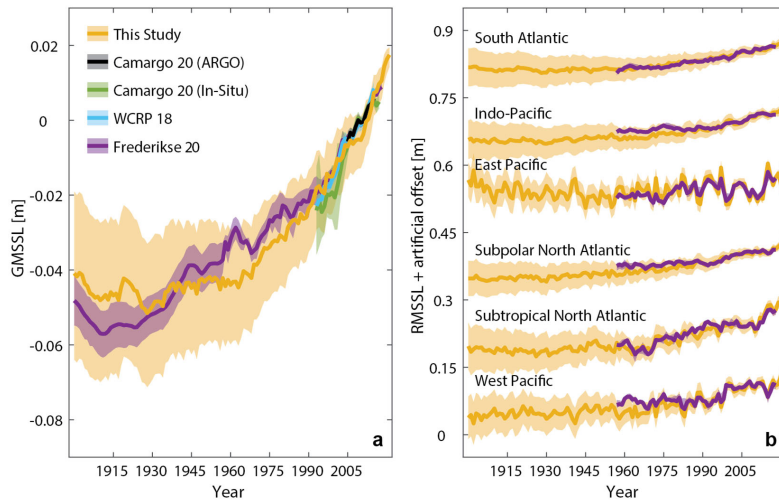 This Study
Camargo 20 (ARGO)
Camargo 20 (In-Situ)
WCRP 18
Frederikse 20
0.02
0
-0.02
-0.04
-0.06
-0.08
GMSSL [m]
1915 1930 1945 1960 1975 1990 2005
Year
a
South Atlantic
Indo-Pacific
East Pacific
Subpolar North Atlantic
Subtropical North Atlantic
West Pacific
0.9
0.75
0.6
0.45
0.3
0.15
0
RMSSL + artificial offset [m]
1915 1930 1945 1960 1975 1990 2005
Year
b